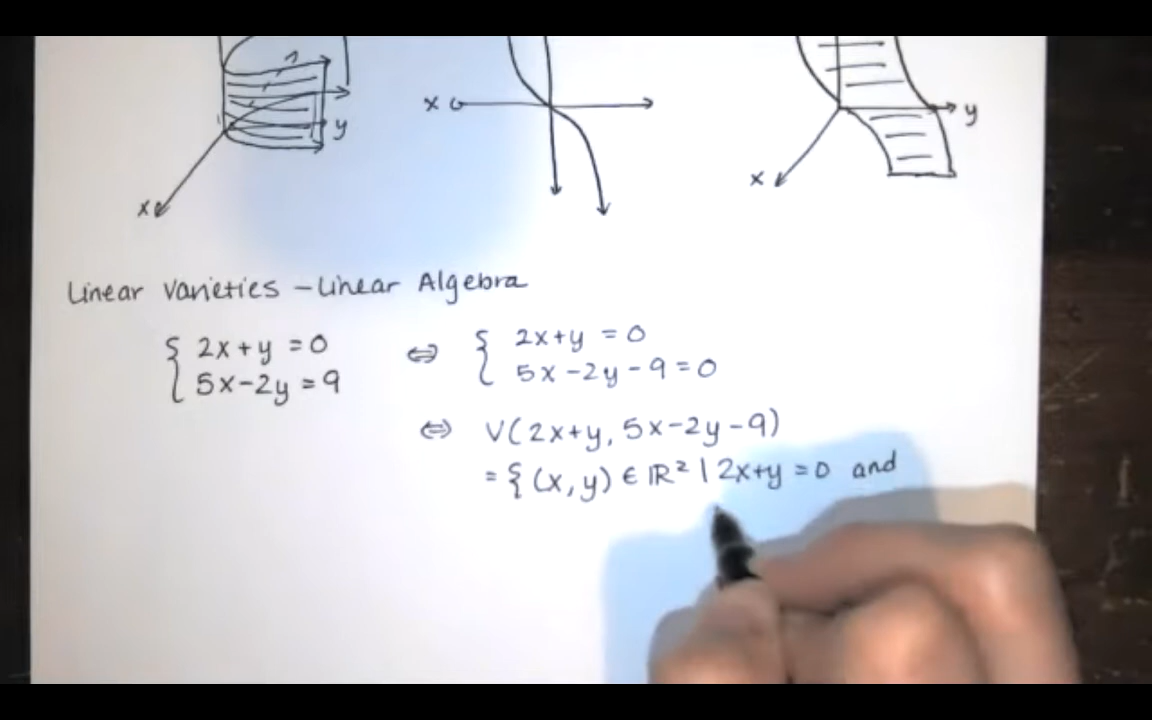 x y
y
x
x
Linear Varieties - Linear Algebra
{ 2x + y = 0 ⇔ { 2x+y = 0
5x-2y = 9 5x -2y - 9 = 0
⇔ V(2x+y, 5x-2y-9)
= { (x, y) ∈ ℝ² | 2x+y = 0 and